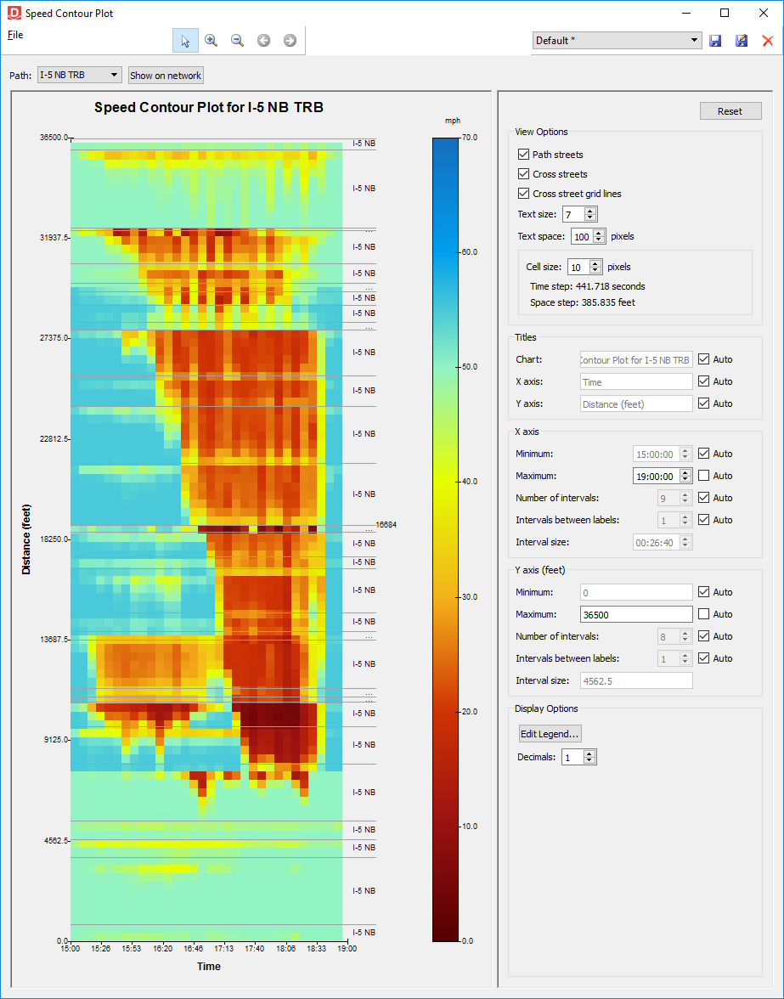 Speed Contour Plot
File
Default *
Path: I-5 NB TRB Show on network
Speed Contour Plot for I-5 NB TRB
mph
36500.0
31937.5
27375.0
22812.5
18250.0
13687.5
9125.0
4562.5
0.0
Distance (feet)
I-5 NB
I-5 NB
...
I-5 NB
I-5 NB
...
I-5 NB
I-5 NB
...
I-5 NB
I-5 NB
I-5 NB
I-5 NB
... 16684
I-5 NB
I-5 NB
I-5 NB
I-5 NB
...
I-5 NB
...
...
I-5 NB
I-5 NB
I-5 NB
I-5 NB
I-5 NB
I-5 NB
I-5 NB
15:00 15:26 15:53 16:20 16:46 17:13 17:40 18:06 18:33 19:00
Time
70.0
60.0
50.0
40.0
30.0
20.0
10.0
0.0
Reset
View Options
Path streets
Cross streets
Cross street grid lines
Text size: 7
Text space: 100 pixels
Cell size: 10 pixels
Time step: 441.718 seconds
Space step: 385.835 feet
Titles
Chart: Contour Plot for I-5 NB TRB Auto
X axis: Time Auto
Y axis: Distance (feet) Auto
X axis
Minimum: 15:00:00 Auto
Maximum: 19:00:00 Auto
Number of intervals: 9 Auto
Intervals between labels: 1 Auto
Interval size: 00:26:40
Y axis (feet)
Minimum: 0 Auto
Maximum: 36500 Auto
Number of intervals: 8 Auto
Intervals between labels: 1 Auto
Interval size: 4562.5
Display Options
Edit Legend...
Decimals: 1